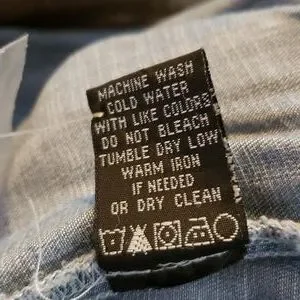 MACHINE WASH
COLD WATER
WITH LIKE COLORS
DO NOT BLEACH
TUMBLE DRY LOW
WARM IRON
IF NEEDED
OR DRY CLEAN